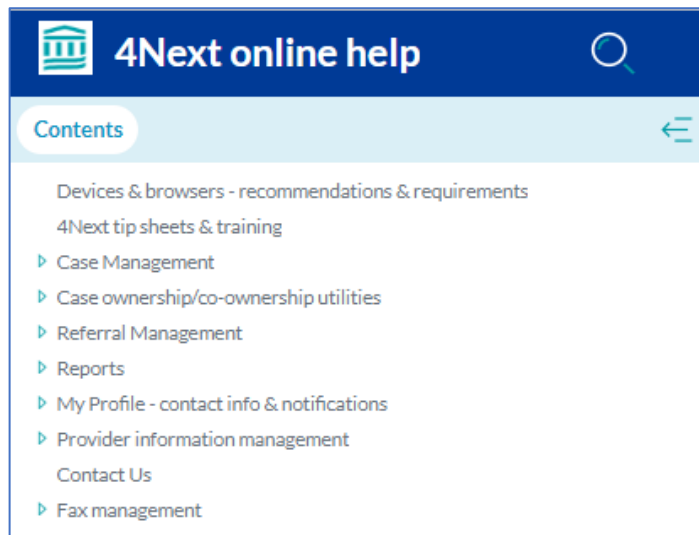 4Next online help
Contents
Devices & browsers - recommendations & requirements
4Next tip sheets & training
Case Management
Case ownership/co-ownership utilities
Referral Management
Reports
My Profile - contact info & notifications
Provider information management
Contact Us
Fax management